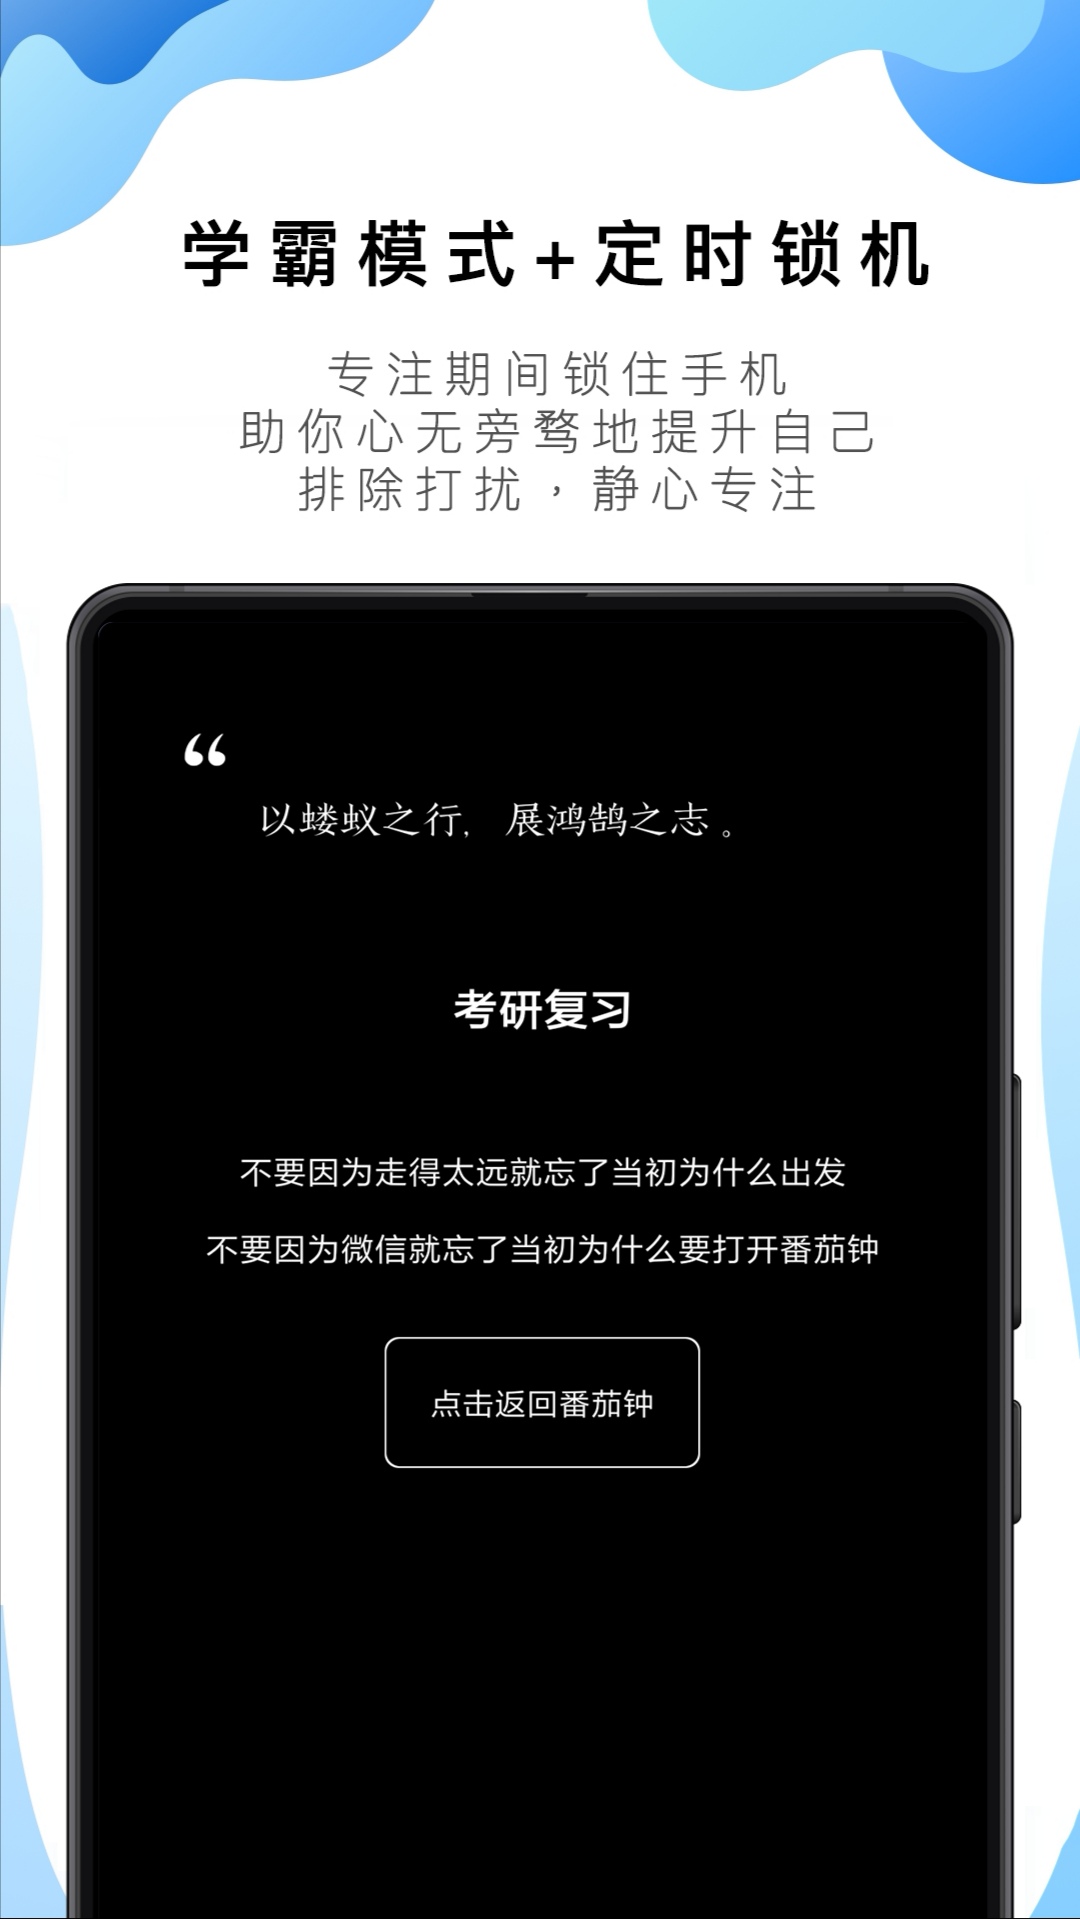 学霸模式+定时锁机
专注期间锁住手机
助你心无旁骛地提升自己
排除打扰，静心专注
“
以蝼蚁之行, 展鸿鹄之志。
考研复习
不要因为走得太远就忘了当初为什么出发
不要因为微信就忘了当初为什么要打开番茄钟
点击返回番茄钟